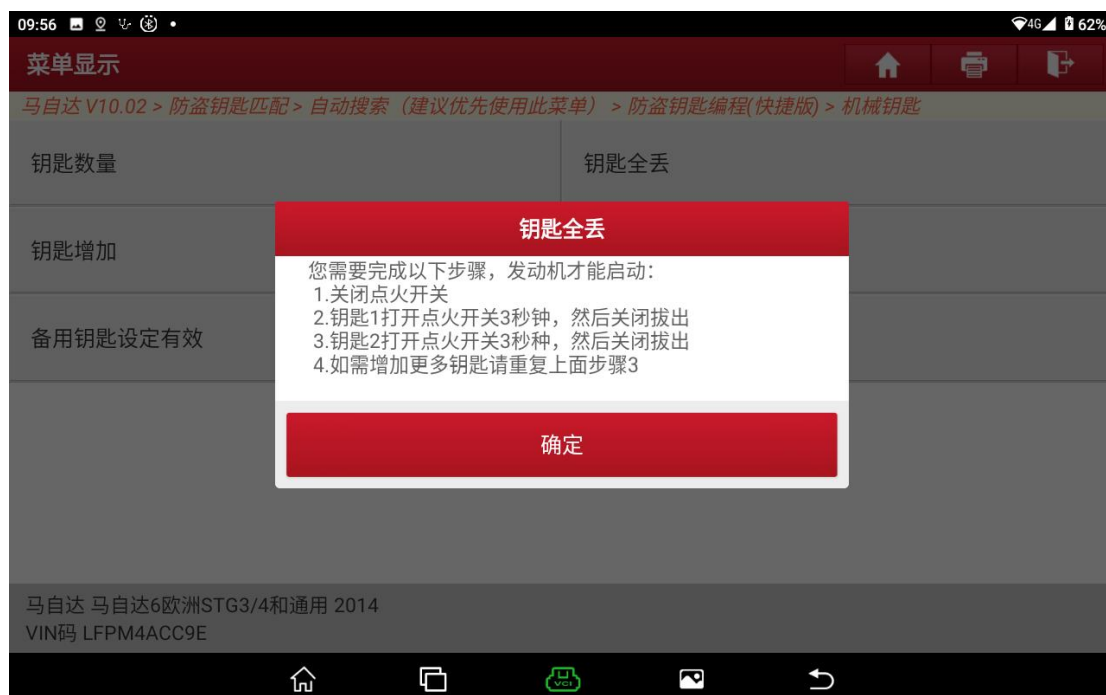 09:56
4G 62%
菜单显示
马自达 V10.02 > 防盗钥匙匹配 > 自动搜索（建议优先使用此菜单） > 防盗钥匙编程(快捷版) > 机械钥匙
钥匙数量
钥匙全丢
钥匙增加
备用钥匙设定有效
钥匙全丢
您需要完成以下步骤，发动机才能启动：
1.关闭点火开关
2.钥匙1打开点火开关3秒钟，然后关闭拔出
3.钥匙2打开点火开关3秒种，然后关闭拔出
4.如需增加更多钥匙请重复上面步骤3
确定
马自达 马自达6欧洲STG3/4和通用 2014
VIN码 LFPM4ACC9E
VCI